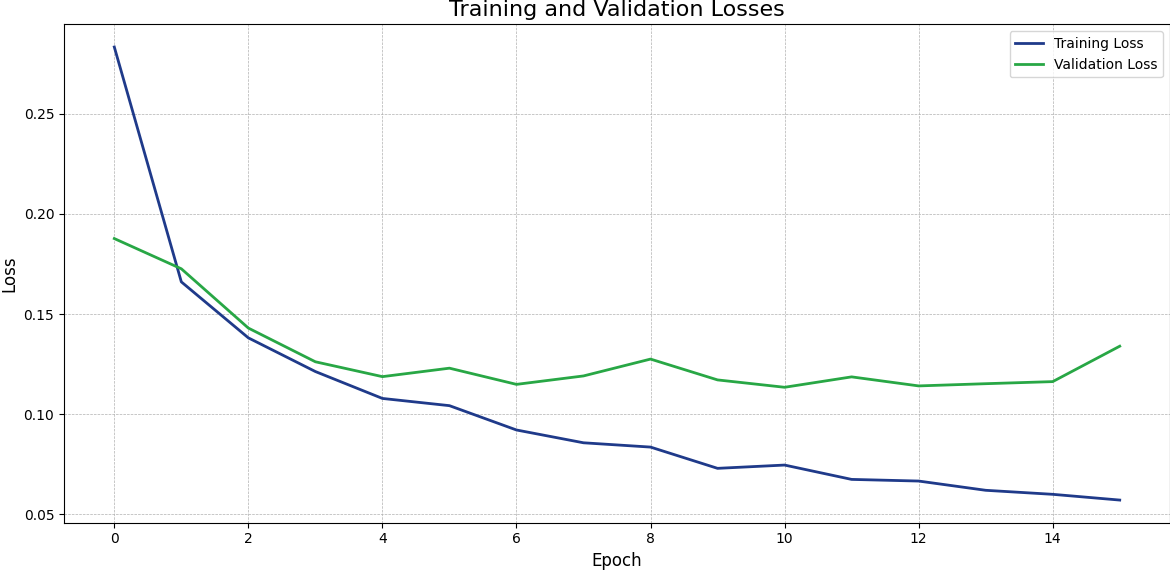 Training and Validation Losses
Training Loss
Validation Loss
Loss
0.25
0.20
0.15
0.10
0.05
0 2 4 6 8 10 12 14
Epoch